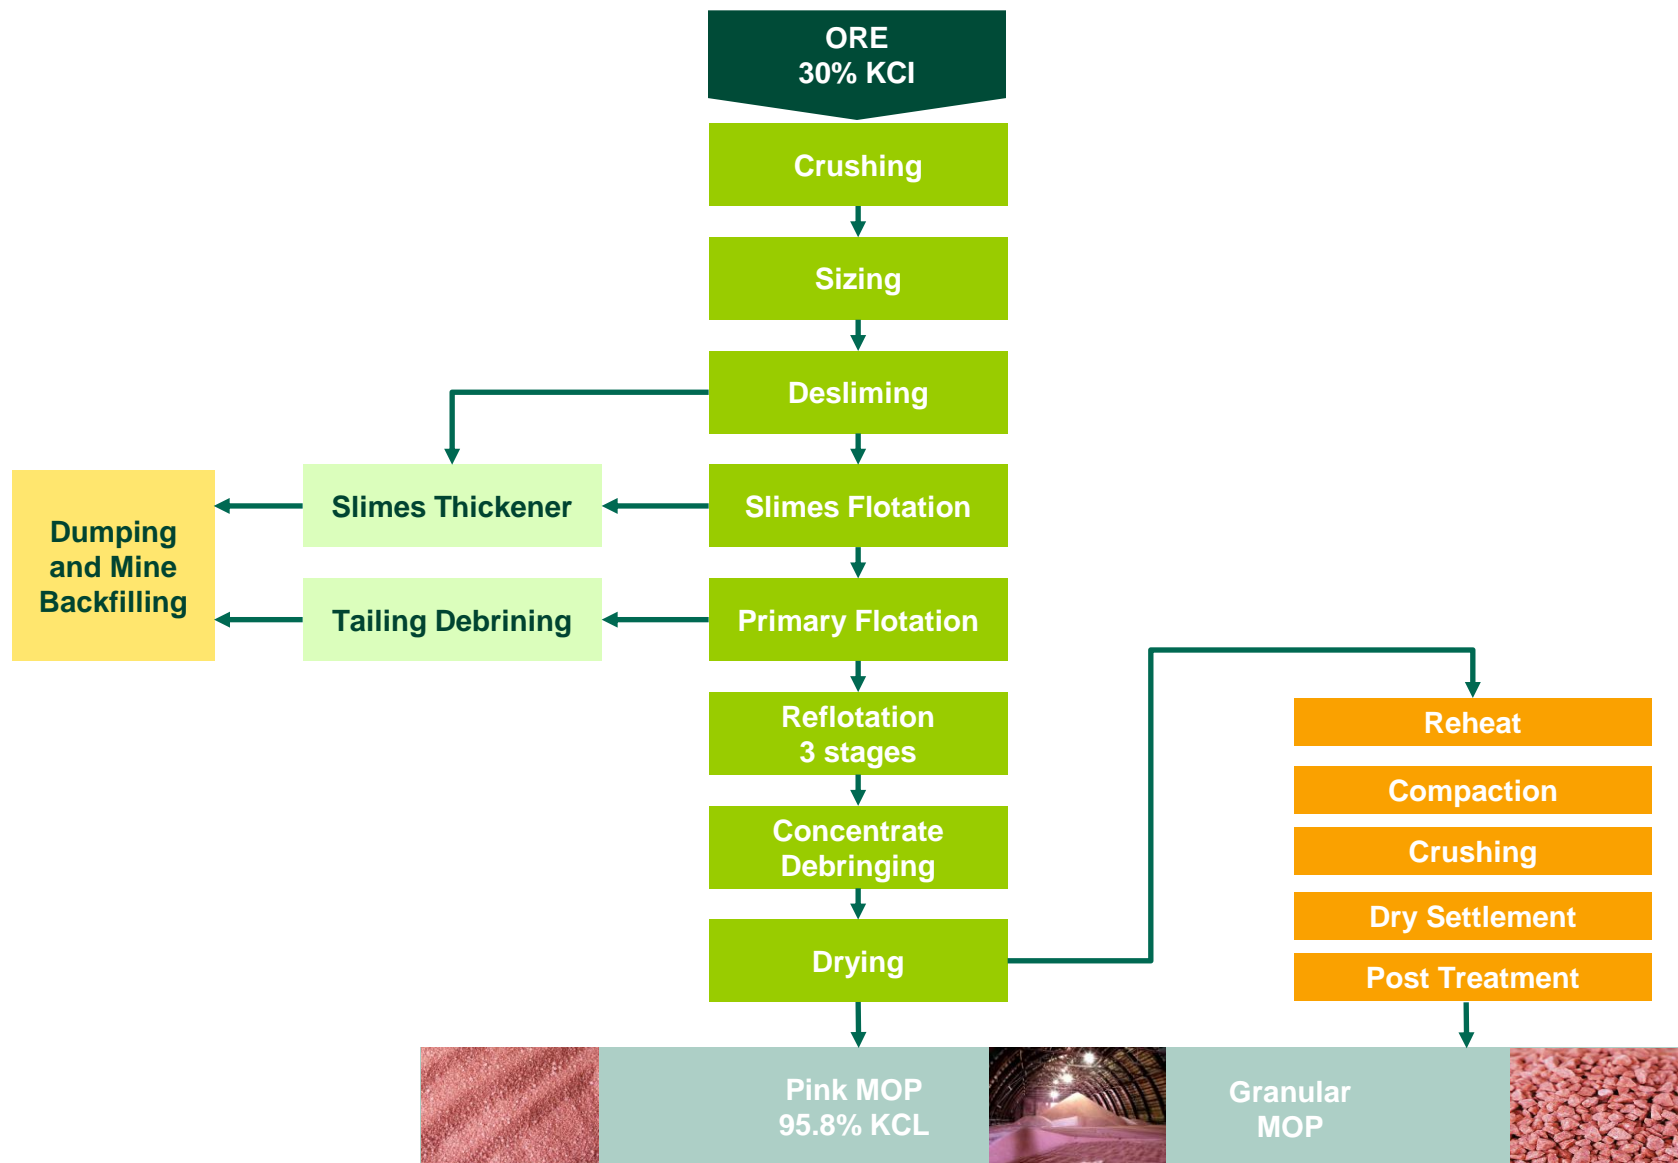 ORE
30% KCl
Crushing
Sizing
Desliming
Slimes Thickener
Slimes Flotation
Dumping
and Mine
Backfilling
Tailing Debrining
Primary Flotation
Reflotation
3 stages
Concentrate
Debringing
Drying
Reheat
Compaction
Crushing
Dry Settlement
Post Treatment
Pink MOP
95.8% KCL
Granular
MOP